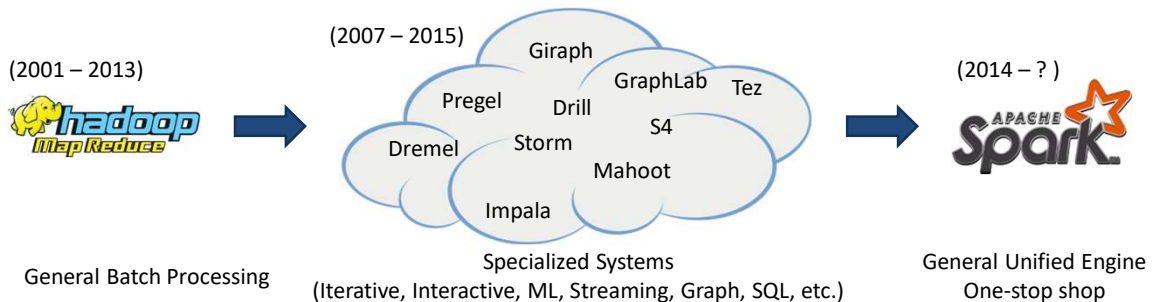 (2001 – 2013)
hadoop
Map Reduce
General Batch Processing
(2007 – 2015)
Giraph
GraphLab
Tez
Pregel
Drill
S4
Dremel
Storm
Mahoot
Impala
Specialized Systems
(Iterative, Interactive, ML, Streaming, Graph, SQL, etc.)
(2014 – ? )
APACHE
Spark
General Unified Engine
One-stop shop